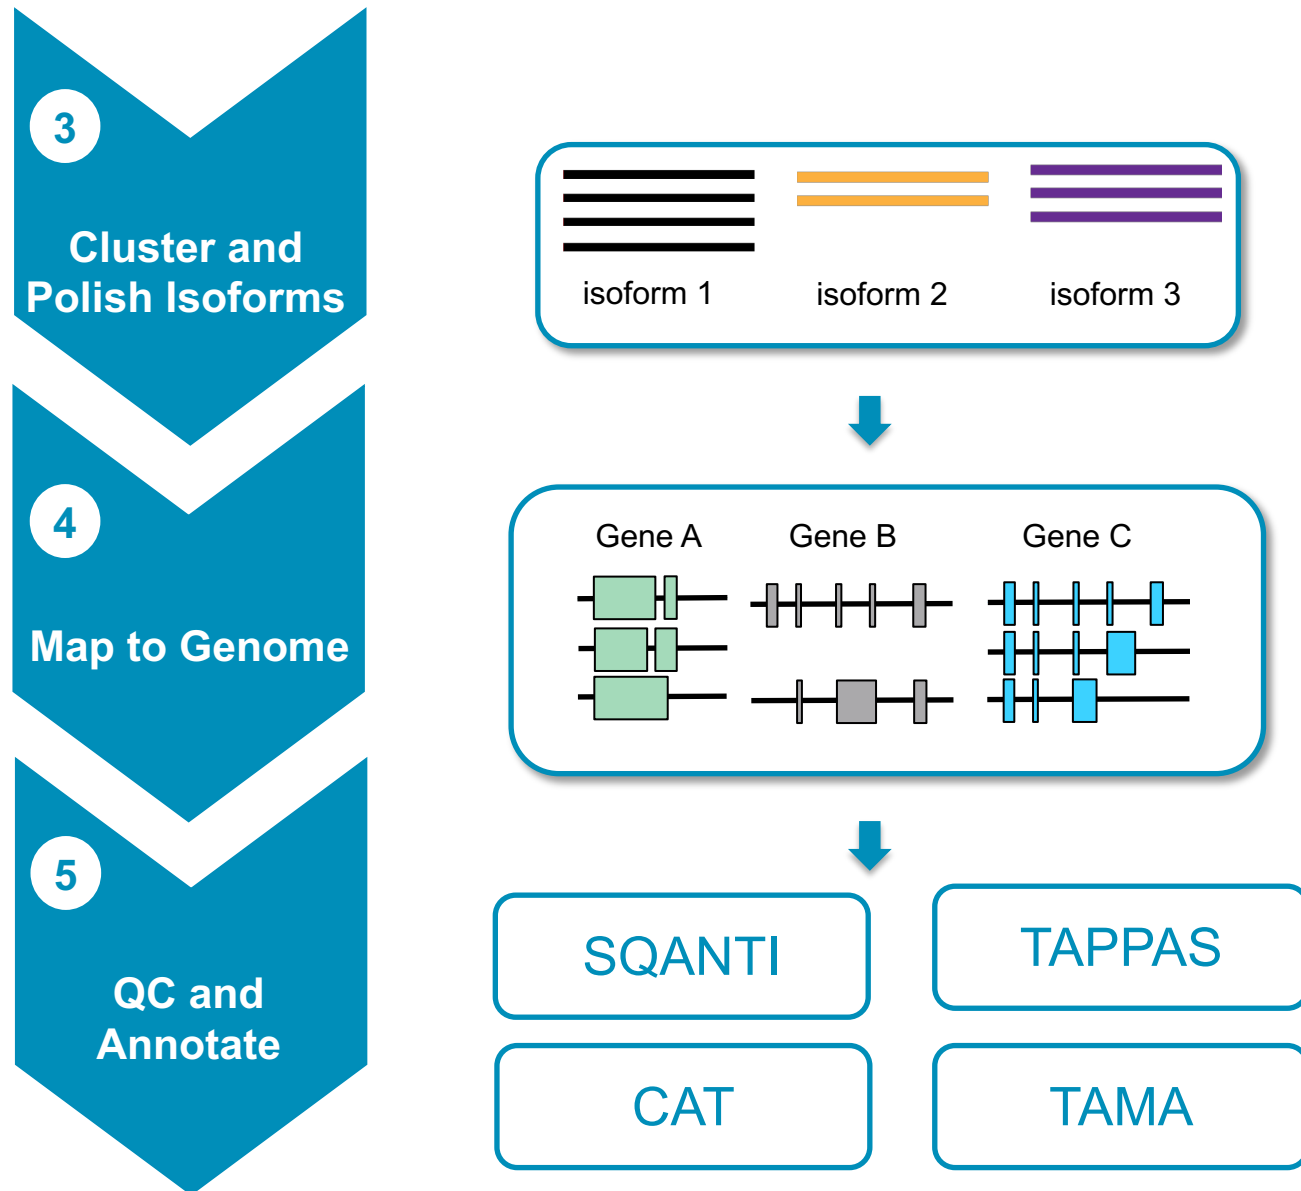 3
Cluster and
Polish Isoforms
isoform 1
isoform 2
isoform 3
4
Map to Genome
Gene A
Gene B
Gene C
5
QC and
Annotate
SQANTI
TAPPAS
CAT
TAMA